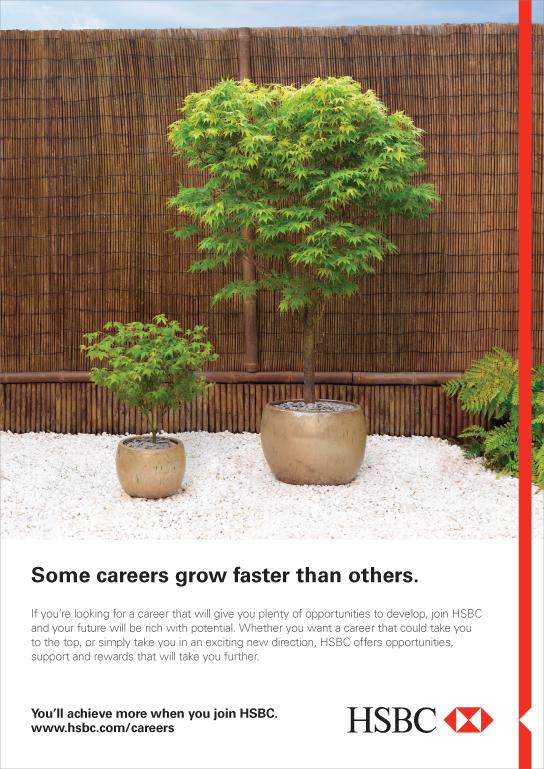 Some careers grow faster than others.
If you're looking for a career that will give you plenty of opportunities to develop, join HSBC
and your future will be rich with potential. Whether you want a career that could take you
to the top, or simply take you in an exciting new direction, HSBC offers opportunities,
support and rewards that will take you further.
You'll achieve more when you join HSBC.
www.hsbc.com/careers
HSBC